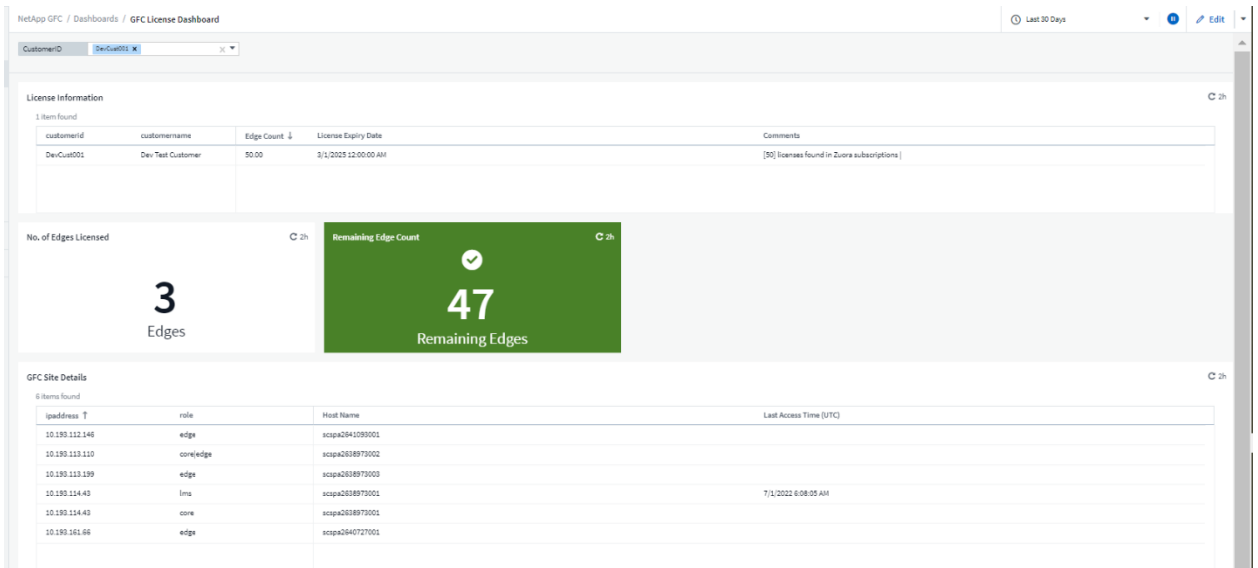 NetApp GFC / Dashboards / GFC License Dashboard Last 30 Days Edit
CustomerID DevCust001
License Information 2h
1 item found
customerid customername Edge Count License Expiry Date Comments
DevCust001 Dev Test Customer 50.00 3/1/2025 12:00:00 AM [50] licenses found in Zuora subscriptions |
No. of Edges Licensed 2h Remaining Edge Count 2h
3 47
Edges Remaining Edges
GFC Site Details 2h
6 items found
ipaddress role Host Name Last Access Time (UTC)
10.193.112.146 edge scspa2641093001
10.193.113.110 core|edge scspa2638973002
10.193.113.199 edge scspa2638973003
10.193.114.43 lms scspa2638973001 7/1/2022 6:08:05 AM
10.193.114.43 core scspa2638973001
10.193.161.66 edge scspa2640727001